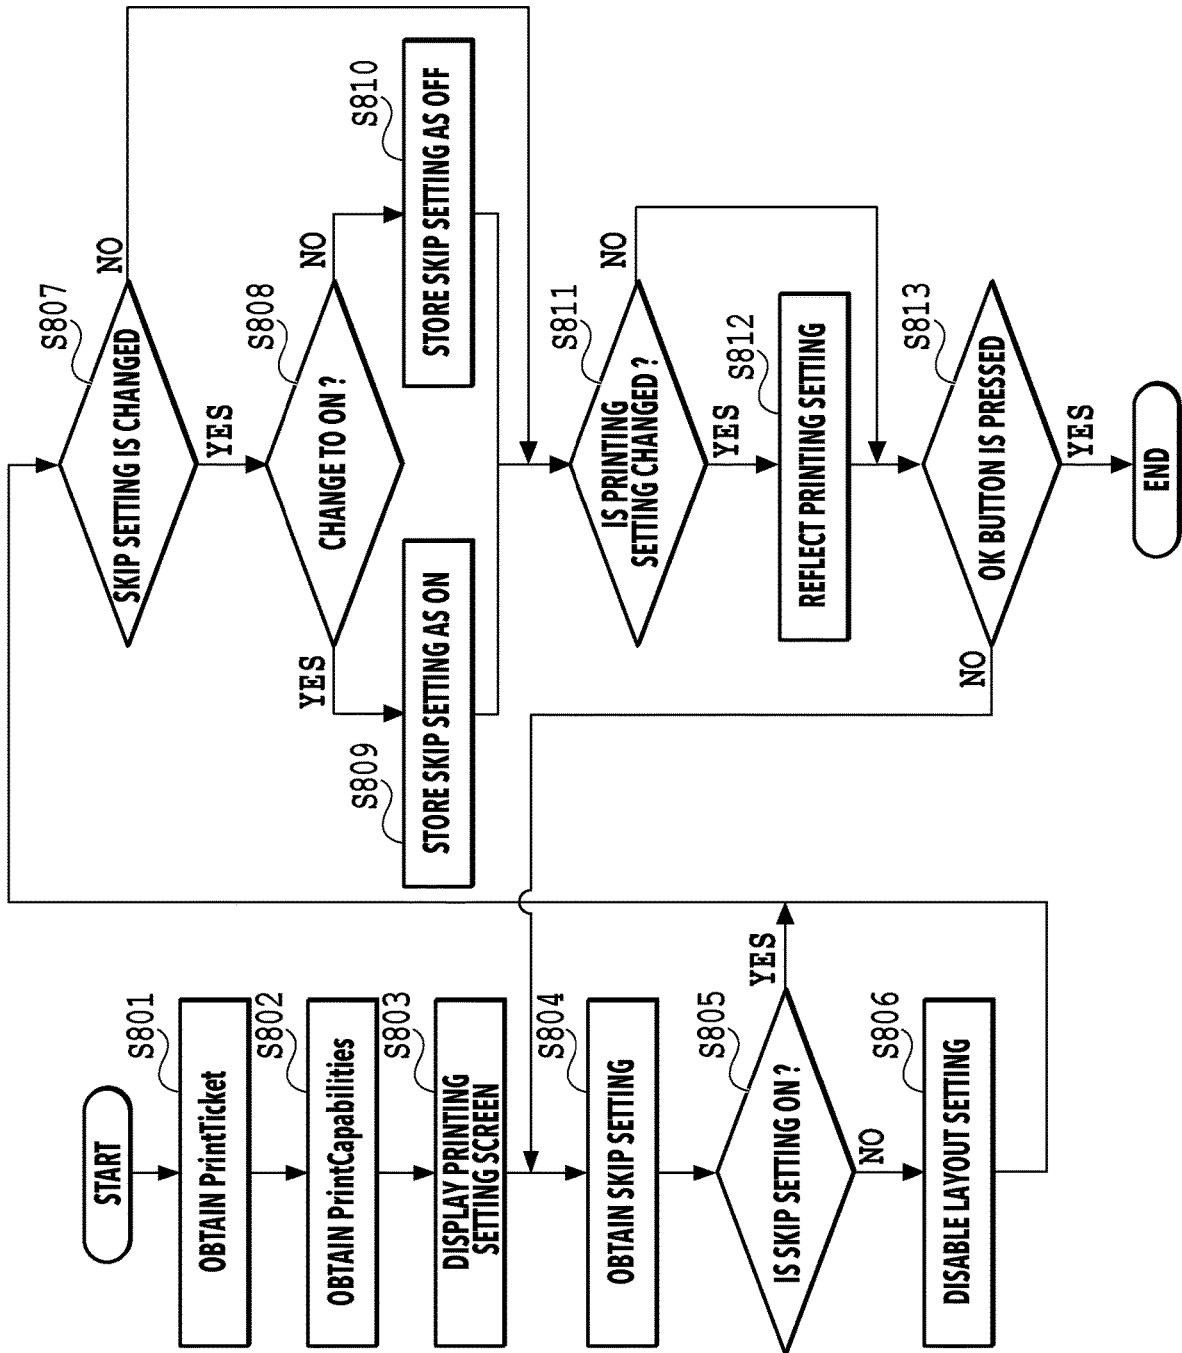 START
S801
OBTAIN PrintTicket
S802
OBTAIN PrintCapabilities
S803
DISPLAY PRINTING
SETTING SCREEN
S804
OBTAIN SKIP SETTING
S805
IS SKIP SETTING ON ?
YES
NO
S806
DISABLE LAYOUT SETTING
S807
SKIP SETTING IS CHANGED
NO
YES
S808
CHANGE TO ON ?
YES
NO
S809
STORE SKIP SETTING AS ON
S810
STORE SKIP SETTING AS OFF
S811
IS PRINTING
SETTING CHANGED ?
NO
YES
S812
REFLECT PRINTING SETTING
S813
OK BUTTON IS PRESSED
NO
YES
END